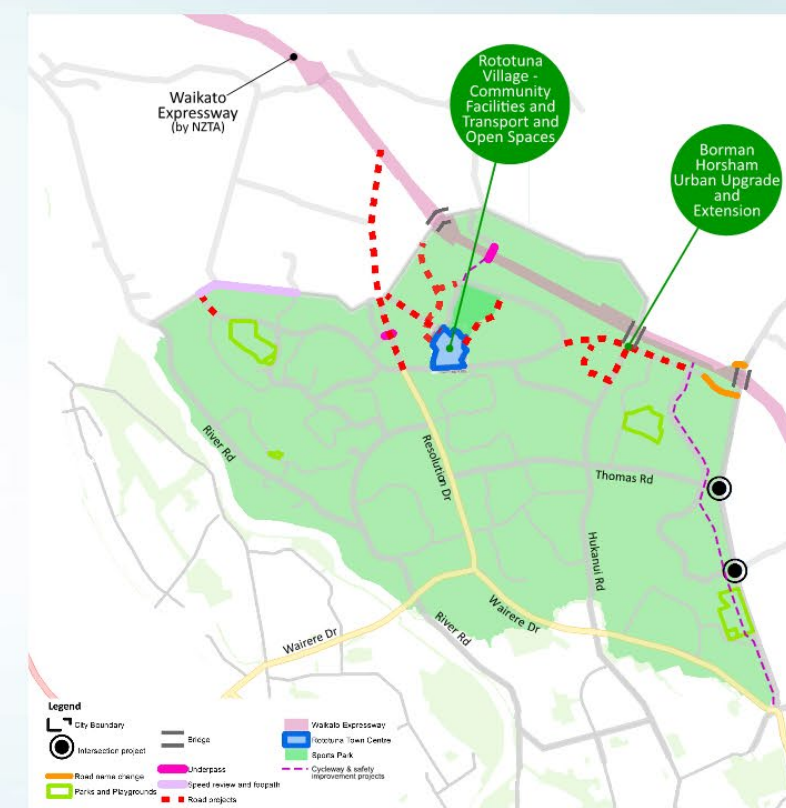 Waikato
Expressway
(by NZTA)
Rototuna
Village -
Community
Facilities and
Transport and
Open Spaces
Borman
Horsham
Urban Upgrade
and
Extension
River Rd
Resolution Dr
Thomas Rd
Hukanui Rd
Wairere Dr
River Rd
Wairere Dr
Legend
City Boundary
Intersection project
Road name change
Parks and Playgrounds
Bridge
Underpass
Speed review and footpath
Road projects
Waikato Expressway
Rototuna Town Centre
Sports Park
Cycleway & safety
improvement projects